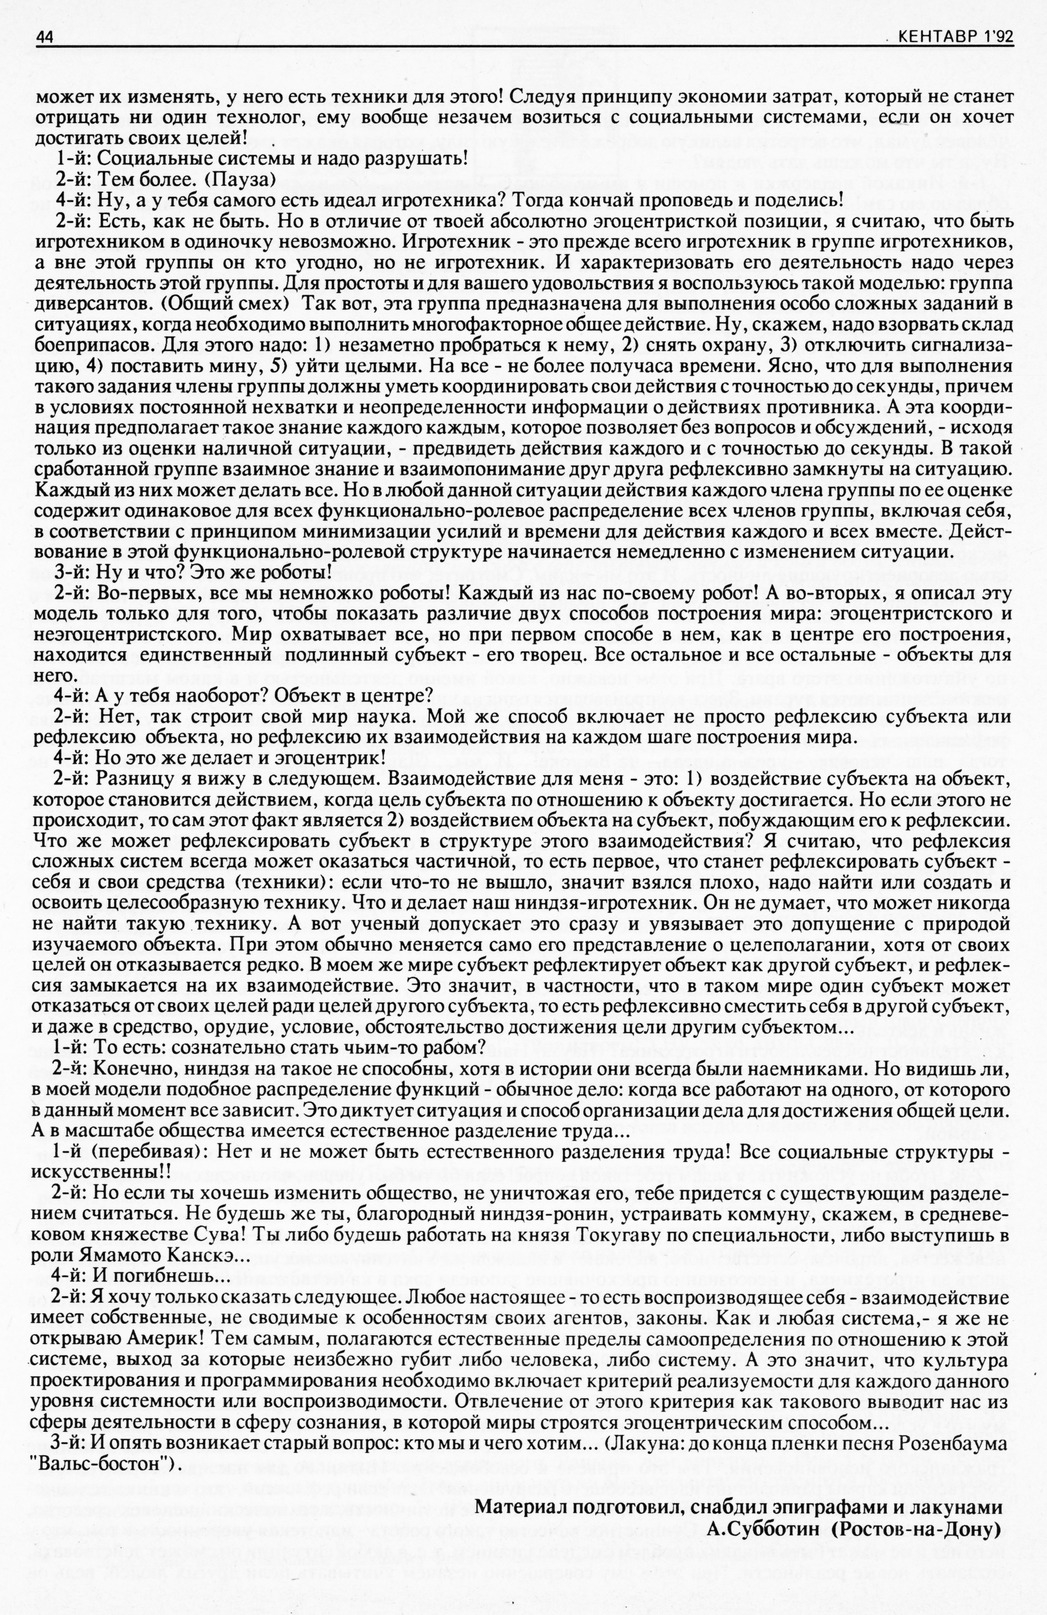 44
КЕНТАВР 1'92
может их изменять, у него есть техники для этого! Следуя принципу экономии затрат, который не станет
отрицать ни один технолог, ему вообще незачем возиться с социальными системами, если он хочет
достигать своих целей!
1-й: Социальные системы и надо разрушать!
2-й: Тем более. (Пауза)
4-й: Ну, а у тебя самого есть идеал игротехника? Тогда кончай проповедь и поделись!
2-й: Есть, как не быть. Но в отличие от твоей абсолютно эгоцентристкой позиции, я считаю, что быть
игротехником в одиночку невозможно. Игротехник - это прежде всего игротехник в группе игротехников,
а вне этой группы он кто угодно, но не игротехник. И характеризовать его деятельность надо через
деятельность этой группы. Для простоты и для вашего удовольствия я воспользуюсь такой моделью: группа
диверсантов. (Общий смех) Так вот, эта группа предназначена для выполнения особо сложных заданий в
ситуациях, когда необходимо выполнить многофакторное общее действие. Ну, скажем, надо взорвать склад
боеприпасов. Для этого надо: 1) незаметно пробраться к нему, 2) снять охрану, 3) отключить сигнализа-
цию, 4) поставить мину, 5) уйти целыми. На все - не более получаса времени. Ясно, что для выполнения
такого задания члены группы должны уметь координировать свои действия с точностью до секунды, причем
в условиях постоянной нехватки и неопределенности информации о действиях противника. А эта коорди-
нация предполагает такое знание каждого каждым, которое позволяет без вопросов и обсуждений, - исходя
только из оценки наличной ситуации, - предвидеть действия каждого и с точностью до секунды. В такой
сработанной группе взаимное знание и взаимопонимание друг друга рефлексивно замкнуты на ситуацию.
Каждый из них может делать все. Но в любой данной ситуации действия каждого члена группы по ее оценке
содержит одинаковое для всех функционально-ролевое распределение всех членов группы, включая себя,
в соответствии с принципом минимизации усилий и времени для действия каждого и всех вместе. Дейст-
вование в этой функционально-ролевой структуре начинается немедленно с изменением ситуации.
3-й: Ну и что? Это же роботы!
2-й: Во-первых, все мы немножко роботы! Каждый из нас по-своему робот! А во-вторых, я описал эту
модель только для того, чтобы показать различие двух способов построения мира: эгоцентристского и
неэгоцентристского. Мир охватывает все, но при первом способе в нем, как в центре его построения,
находится единственный подлинный субъект - его творец. Все остальное и все остальные - объекты для
него.
4-й: А у тебя наоборот? Объект в центре?
2-й: Нет, так строит свой мир наука. Мой же способ включает не просто рефлексию субъекта или
рефлексию объекта, но рефлексию их взаимодействия на каждом шаге построения мира.
4-й: Но это же делает и эгоцентрик!
2-й: Разницу я вижу в следующем. Взаимодействие для меня - это: 1) воздействие субъекта на объект,
которое становится действием, когда цель субъекта по отношению к объекту достигается. Но если этого не
происходит, то сам этот факт является 2) воздействием объекта на субъект, побуждающим его к рефлексии.
Что же может рефлексировать субъект в структуре этого взаимодействия? Я считаю, что рефлексия
сложных систем всегда может оказаться частичной, то есть первое, что станет рефлексировать субъект -
себя и свои средства (техники): если что-то не вышло, значит взялся плохо, надо найти или создать и
освоить целесообразную технику. Что и делает наш ниндзя-игротехник. Он не думает, что может никогда
не найти такую технику. А вот ученый допускает это сразу и увязывает это допущение с природой
изучаемого объекта. При этом обычно меняется само его представление о целеполагании, хотя от своих
целей он отказывается редко. В моем же мире субъект рефлектирует объект как другой субъект, и рефлек-
сия замыкается на их взаимодействие. Это значит, в частности, что в таком мире один субъект может
отказаться от своих целей ради целей другого субъекта, то есть рефлексивно сместить себя в другой субъект,
и даже в средство, орудие, условие, обстоятельство достижения цели другим субъектом...
1-й: То есть: сознательно стать чьим-то рабом?
2-й: Конечно, ниндзя на такое не способны, хотя в истории они всегда были наемниками. Но видишь ли,
в моей модели подобное распределение функций - обычное дело: когда все работают на одного, от которого
в данный момент все зависит. Это диктует ситуация и способ организации дела для достижения общей цели.
А в масштабе общества имеется естественное разделение труда...
1-й (перебивая): Нет и не может быть естественного разделения труда! Все социальные структуры -
искусственны!!
2-й: Но если ты хочешь изменить общество, не уничтожая его, тебе придется с существующим разделе-
нием считаться. Не будешь же ты, благородный ниндзя-ронин, устраивать коммуну, скажем, в средневе-
ковом княжестве Сува! Ты либо будешь работать на князя Токугаву по специальности, либо выступишь в
роли Ямамото Канскэ...
4-й: И погибнешь...
2-й: Я хочу только сказать следующее. Любое настоящее - то есть воспроизводящее себя - взаимодействие
имеет собственные, не сводимые к особенностям своих агентов, законы. Как и любая система,- я же не
открываю Америк! Тем самым, полагаются естественные пределы самоопределения по отношению к этой
системе, выход за которые неизбежно губит либо человека, либо систему. А это значит, что культура
проектирования и программирования необходимо включает критерий реализуемости для каждого данного
уровня системности или воспроизводимости. Отвлечение от этого критерия как такового выводит нас из
сферы деятельности в сферу сознания, в которой миры строятся эгоцентрическим способом...
3-й: И опять возникает старый вопрос: кто мы и чего хотим... (Лакуна: до конца пленки песня Розенбаума
"Вальс-бостон").
Материал подготовил, снабдил эпиграфами и лакунами
А.Субботин (Ростов-на-Дону)